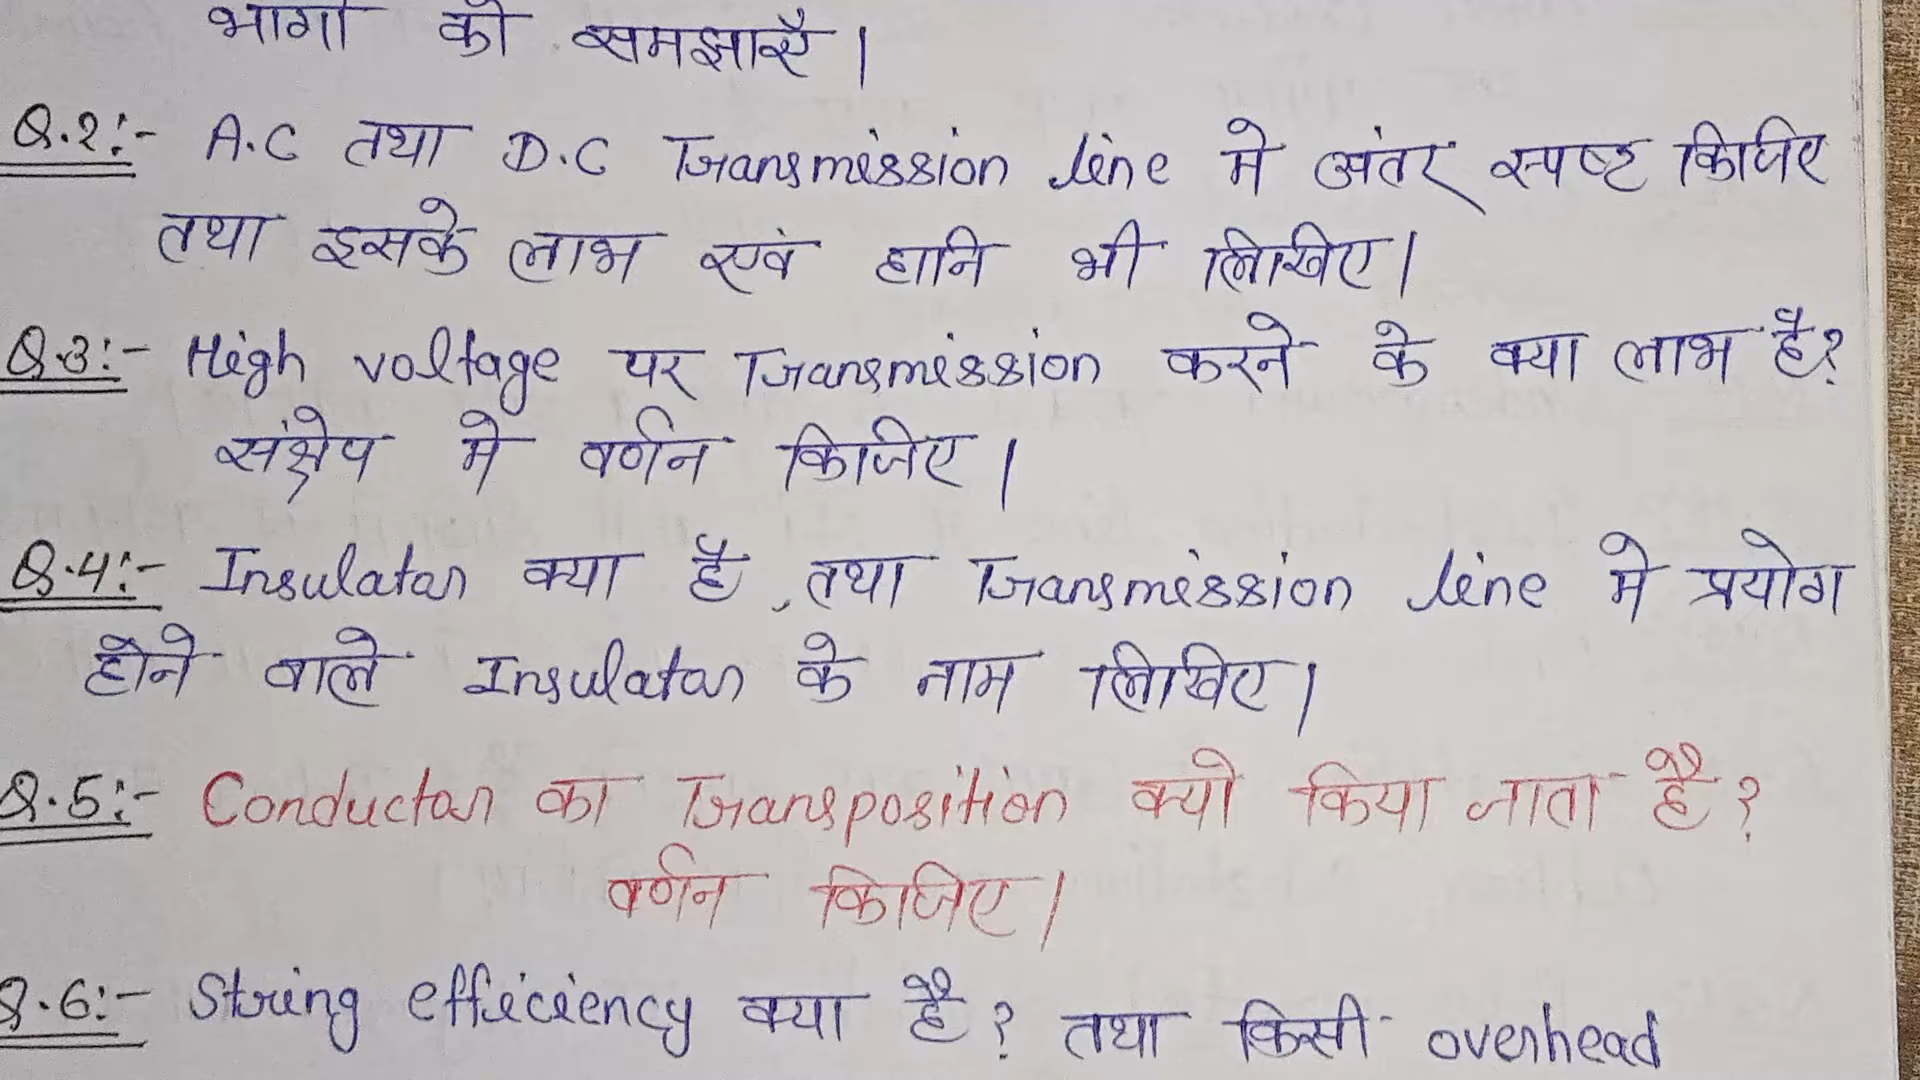 भागों को समझाएँ।
Q.2:- A.C तथा D.C Transmission line मे अंतर स्पष्ट किजिए
तथा इसके लाभ एवं हानि भी लिखिए।
Q.3:- High voltage पर Transmission करने के क्या लाभ है?
संक्षेप मे वर्णन किजिए।
Q.4:- Insulator क्या है, तथा Transmission line मे प्रयोग
होने वाले Insulator के नाम लिखिए।
Q.5:- Conductor का Transposition क्यो किया जाता है?
वर्णन किजिए।
Q.6:- String efficiency क्या है? तथा किसी overhead